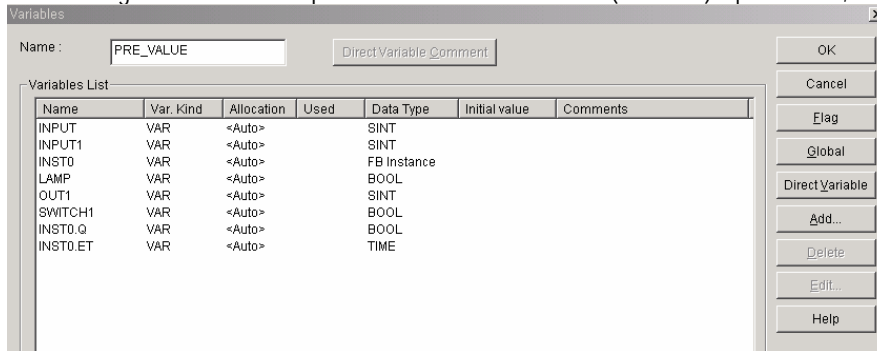 Variables
Name : PRE_VALUE Direct Variable Comment OK
Variables List Cancel
Name Var. Kind Allocation Used Data Type Initial value Comments Flag
INPUT VAR <Auto> SINT
INPUT1 VAR <Auto> SINT Global
INST0 VAR <Auto> FB Instance
LAMP VAR <Auto> BOOL Direct Variable
OUT1 VAR <Auto> SINT
SWITCH1 VAR <Auto> BOOL Add...
INST0.Q VAR <Auto> BOOL
INST0.ET VAR <Auto> TIME Delete
Edit...
Help